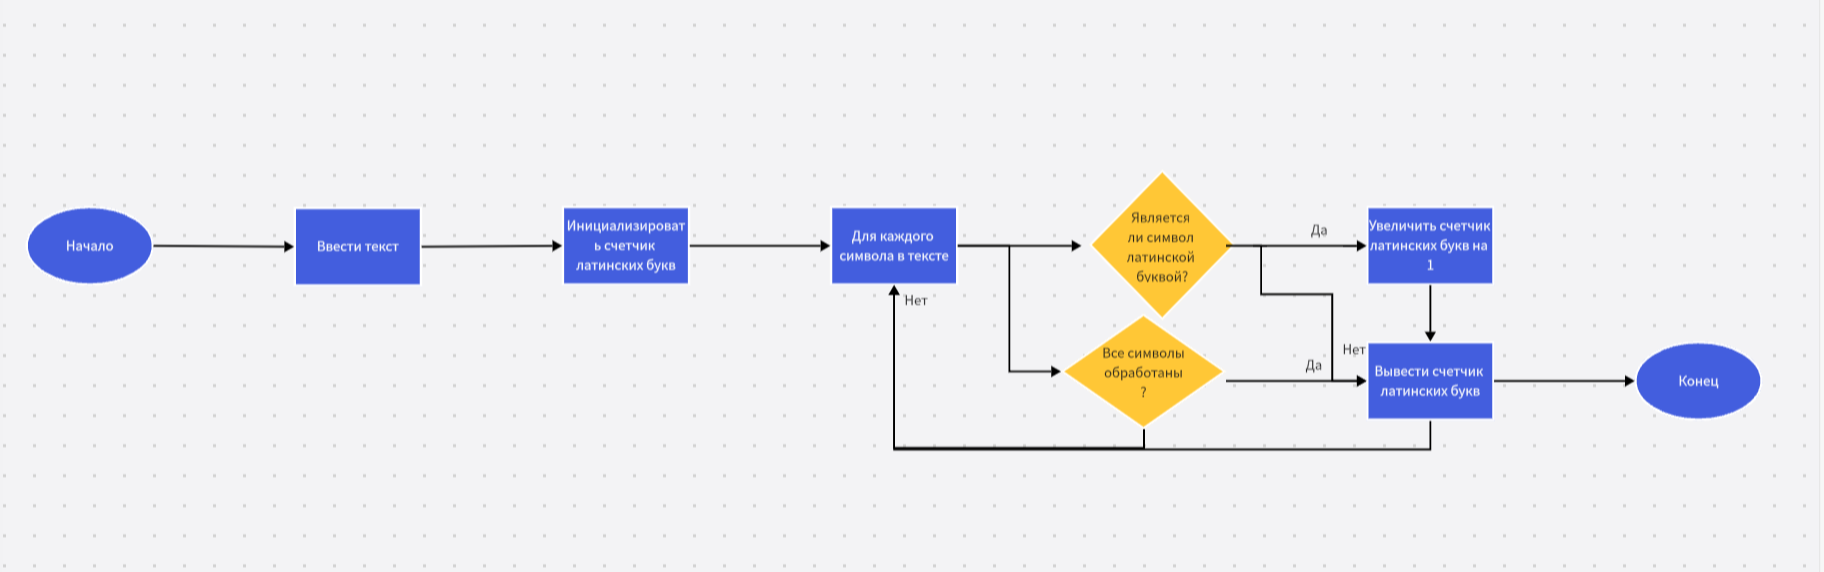 Начало
Ввести текст
Инициализироват
ь счетчик
латинских букв
Для каждого
символа в тексте
Нет
Является
ли символ
латинской
буквой?
Да
Увеличить счетчик
латинских букв на
1
Все символы
обработаны
?
Да
Нет
Вывести счетчик
латинских букв
Конец